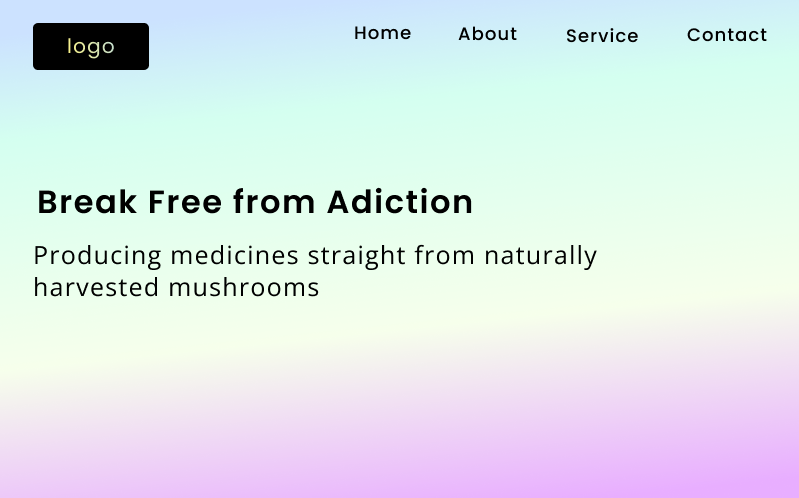 logo
Home About Service Contact
Break Free from Adiction
Producing medicines straight from naturally
harvested mushrooms